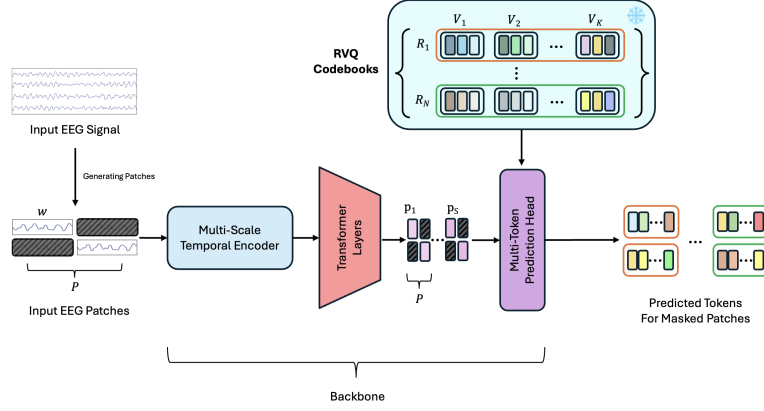 V1 V2 VK
R1 ...
RVQ
Codebooks
⋮
RN ...
Input EEG Signal
Generating Patches
w
P
Input EEG Patches
Multi-Scale
Temporal Encoder
Transformer
Layers
p1 ... pS
P
Multi-Token
Prediction Head
...
Predicted Tokens
For Masked Patches
Backbone